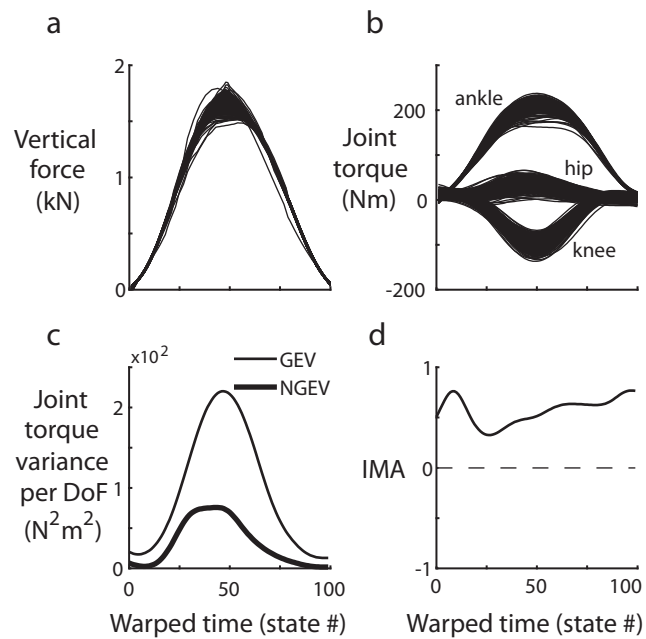 a
b
2
1
0
Vertical
force
(kN)
200
0
-200
Joint
torque
(Nm)
ankle
hip
knee
c
d
x10²
2
1
0
GEV
NGEV
Joint
torque
variance
per DoF
(N²m²)
1
0
-1
IMA
0 50 100
0 50 100
Warped time (state #)
Warped time (state #)